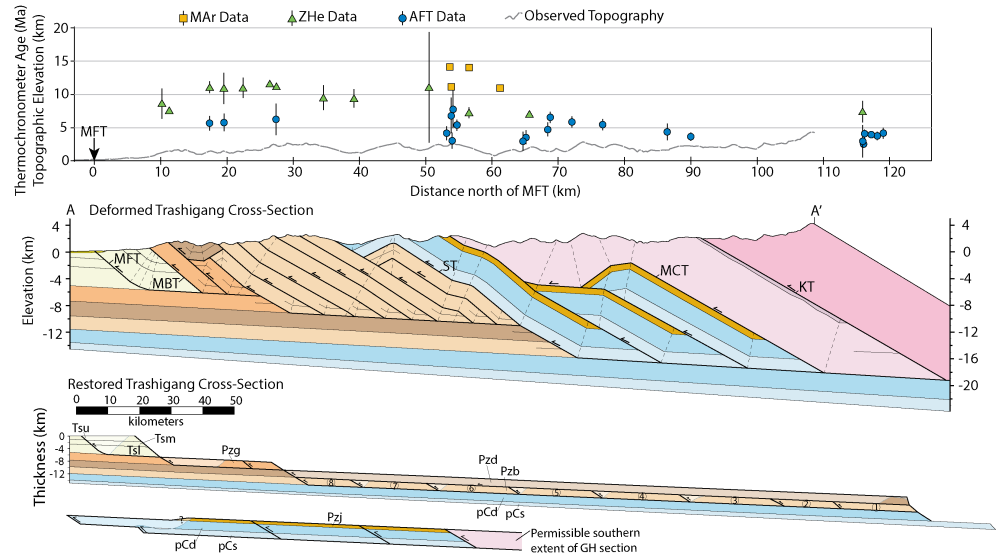 MAr Data ZHe Data AFT Data Observed Topography
Thermochronometer Age (Ma)
Topographic Elevation (km)
20
15
10
5
0
MFT
0 10 20 30 40 50 60 70 80 90 100 110 120
Distance north of MFT (km)
A Deformed Trashigang Cross-Section A'
Elevation (km)
4
0
-4
-8
-12
4
0
-4
-8
-12
-16
-20
MFT
MBT
ST
MCT
KT
Restored Trashigang Cross-Section
0 10 20 30 40 50
kilometers
Thickness (km)
0
-4
-8
-12
Tsu
Tsm
Tsl
Pzg
Pzd
Pzb
8 7 6 5 4 3 2 1
pCd pCs
? Pzj
pCd pCs
Permissible southern
extent of GH section